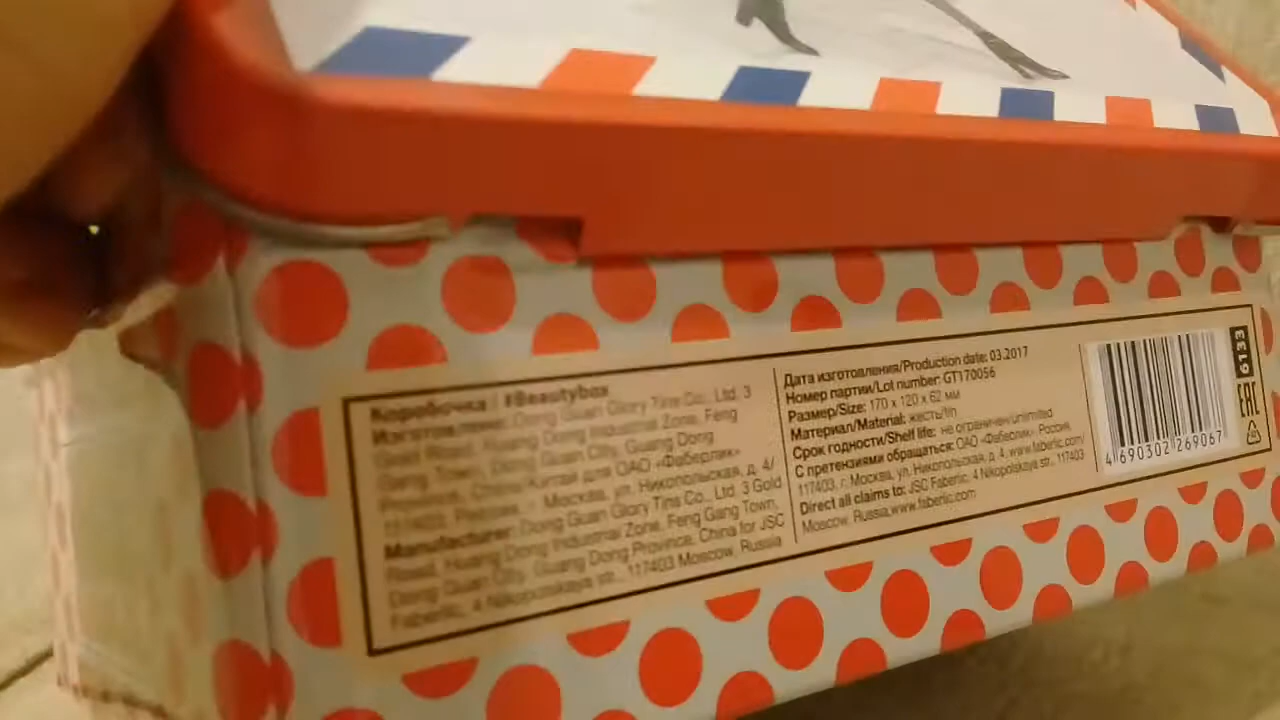 Коробочка / #Beautybox
Изготовитель: Dong Guan Glory Tins Co., Ltd. 3
Gold Road, Huang Dong Industrial Zone, Feng
Gang Town, Dong Guan City, Guang Dong
Province, China/Китай для ОАО «Фаберлик»
117403, Москва, ул. Никопольская, д. 4/
Manufacturer: Dong Guan Glory Tins Co., Ltd. 3 Gold
Road, Huang Dong Industrial Zone, Feng Gang Town,
Dong Guan City, Guang Dong Province, China for JSC
Faberlic, 4 Nikopolskaya str., 117403 Moscow, Russia
Дата изготовления/Production date: 03.2017
Номер партии/Lot number: GT170056
Размер/Size: 170 x 120 x 62 мм
Материал/Material: жесть/tin
Срок годности/Shelf life: не ограничен/unlimited
С претензиями обращаться: ОАО «Фаберлик», Россия,
117403, г. Москва, ул. Никопольская, д. 4, www.faberlic.com/
Direct all claims to: JSC Faberlic, 4 Nikopolskaya str., 117403
Moscow, Russia,www.faberlic.com
4 690302 269067
6133
EAC